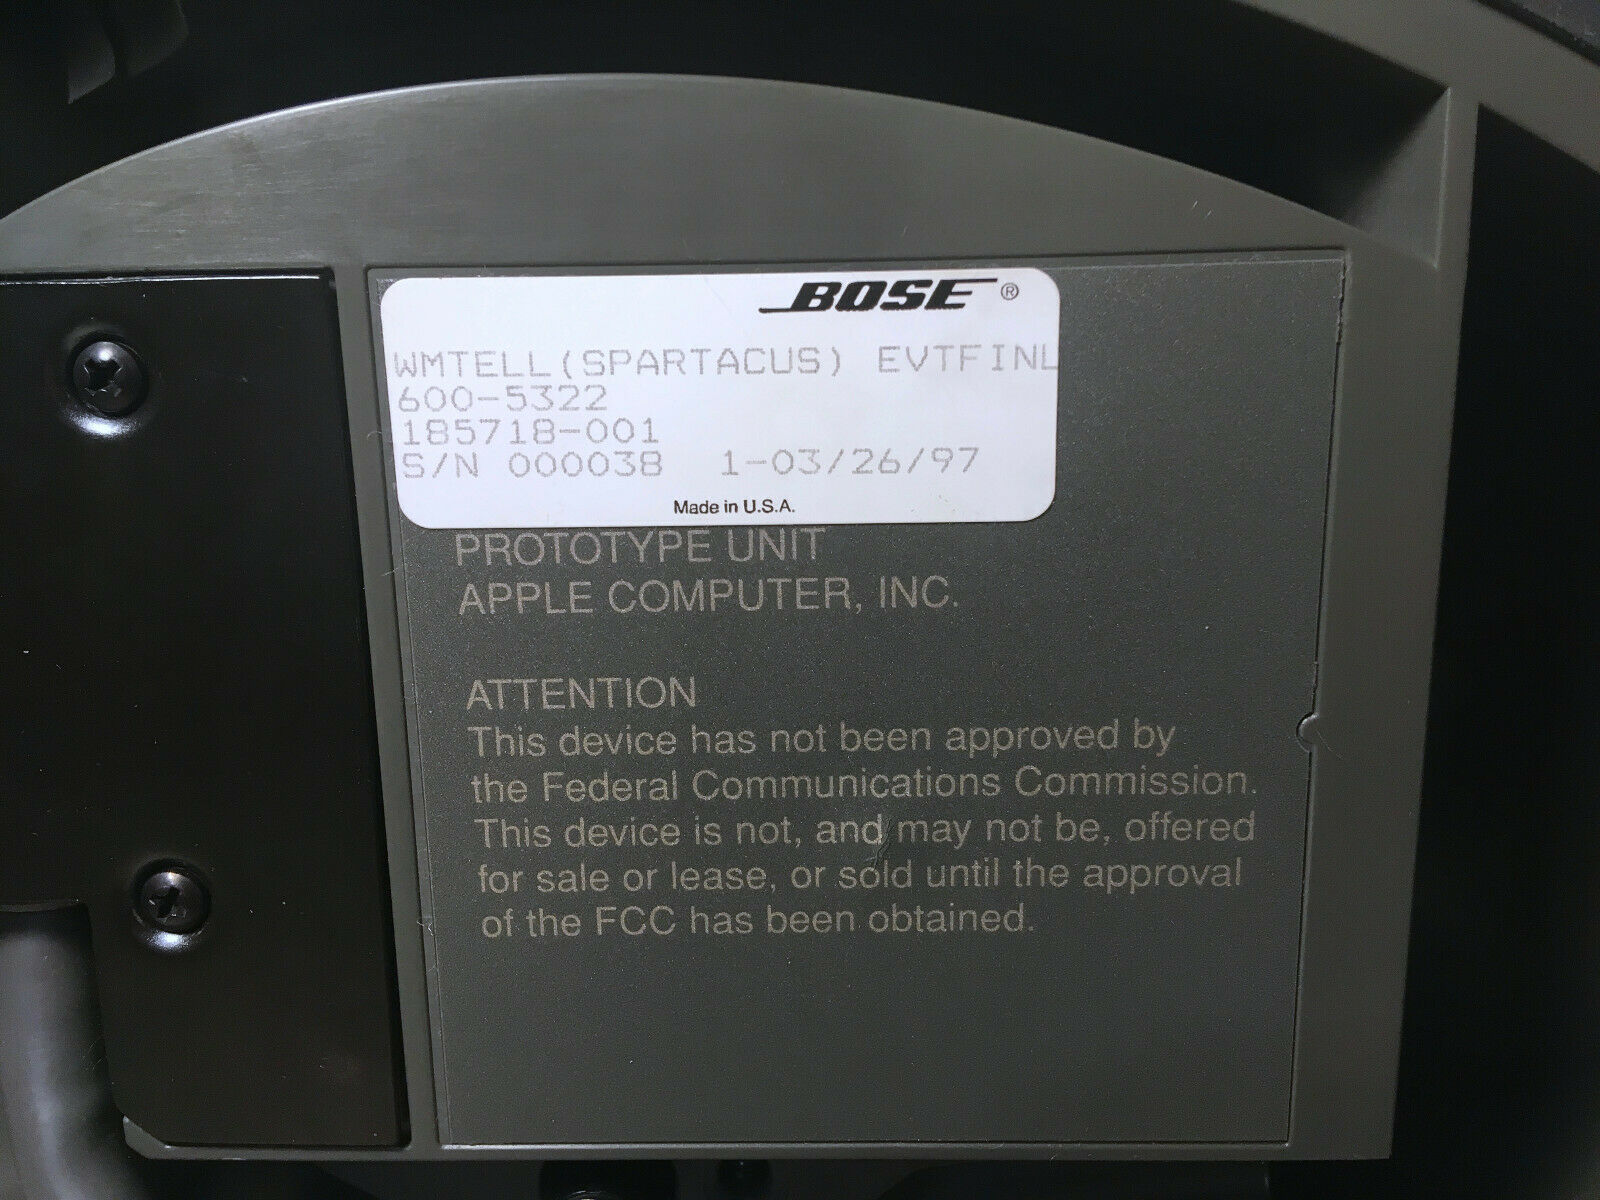 BOSE®
WMTELL(SPARTACUS) EVTFINL
600-5322
185718-001
S/N 000038 1-03/26/97
Made in U.S.A.
PROTOTYPE UNIT
APPLE COMPUTER, INC.
ATTENTION
This device has not been approved by
the Federal Communications Commission.
This device is not, and may not be, offered
for sale or lease, or sold until the approval
of the FCC has been obtained.